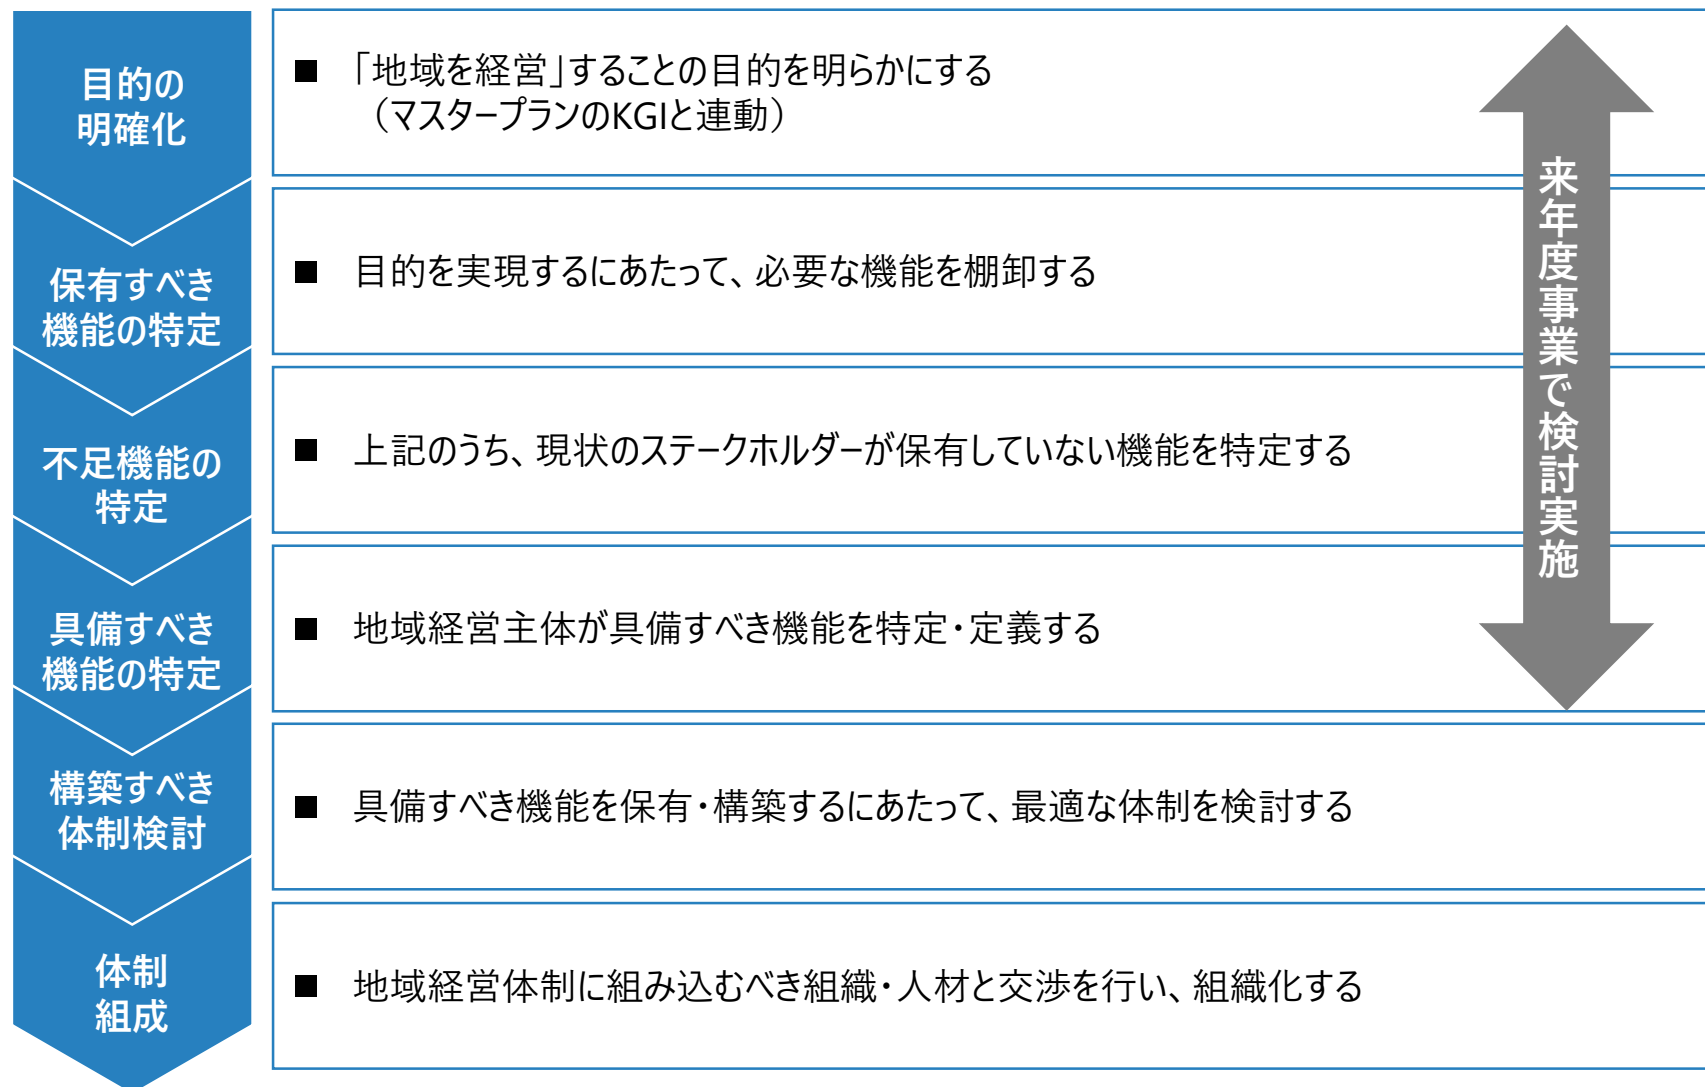 目的の
明確化
■ 「地域を経営」することの目的を明らかにする
（マスタープランのKGIと連動）
保有すべき
機能の特定
■ 目的を実現するにあたって、必要な機能を棚卸する
不足機能の
特定
■ 上記のうち、現状のステークホルダーが保有していない機能を特定する
具備すべき
機能の特定
■ 地域経営主体が具備すべき機能を特定・定義する
構築すべき
体制検討
■ 具備すべき機能を保有・構築するにあたって、最適な体制を検討する
体制
組成
■ 地域経営体制に組み込むべき組織・人材と交渉を行い、組織化する
来年度事業で検討実施